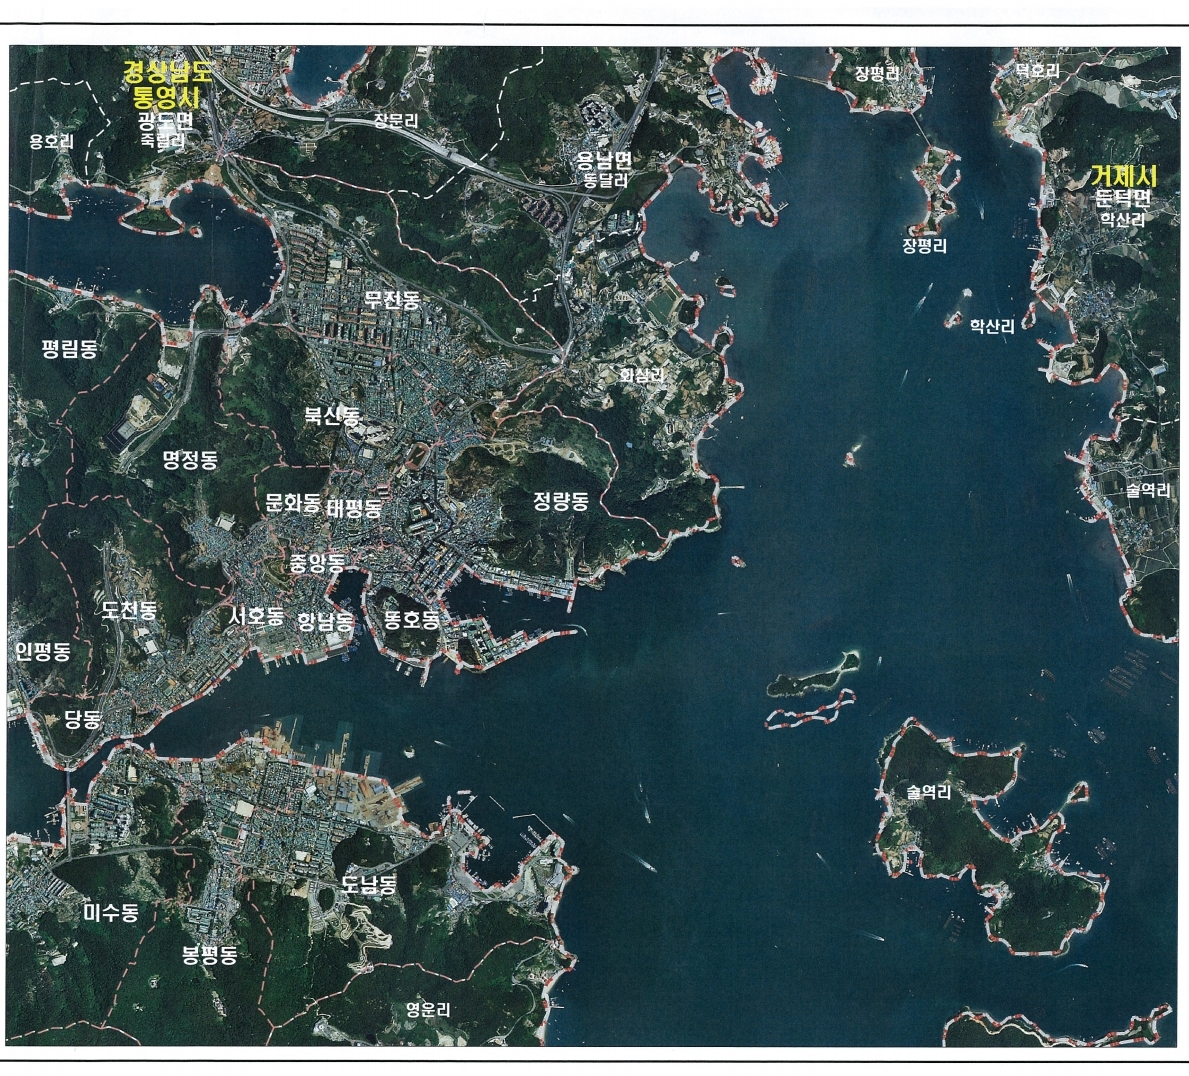 경상남도
통영시
광도면
죽림리
용호리
장문리
용남면
동달리
장평리
덕호리
거제시
둔덕면
학산리
장평리
학산리
무전동
평림동
화삼리
북신동
명정동
문화동
태평동
정량동
술역리
중앙동
도천동
서호동
항남동
동호동
인평동
당동
술역리
도남동
미수동
봉평동
영운리